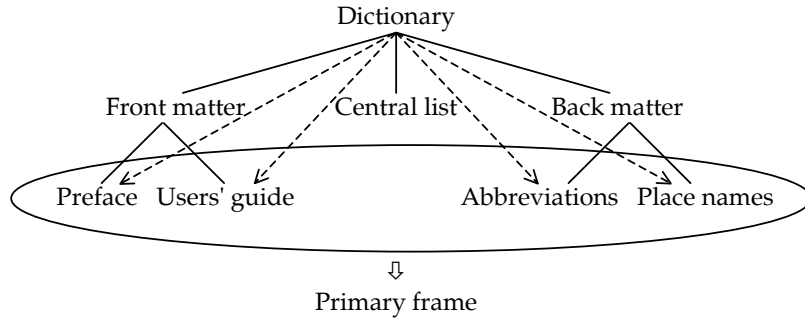 Dictionary
Front matter Central list Back matter
Preface Users' guide Abbreviations Place names
Primary frame